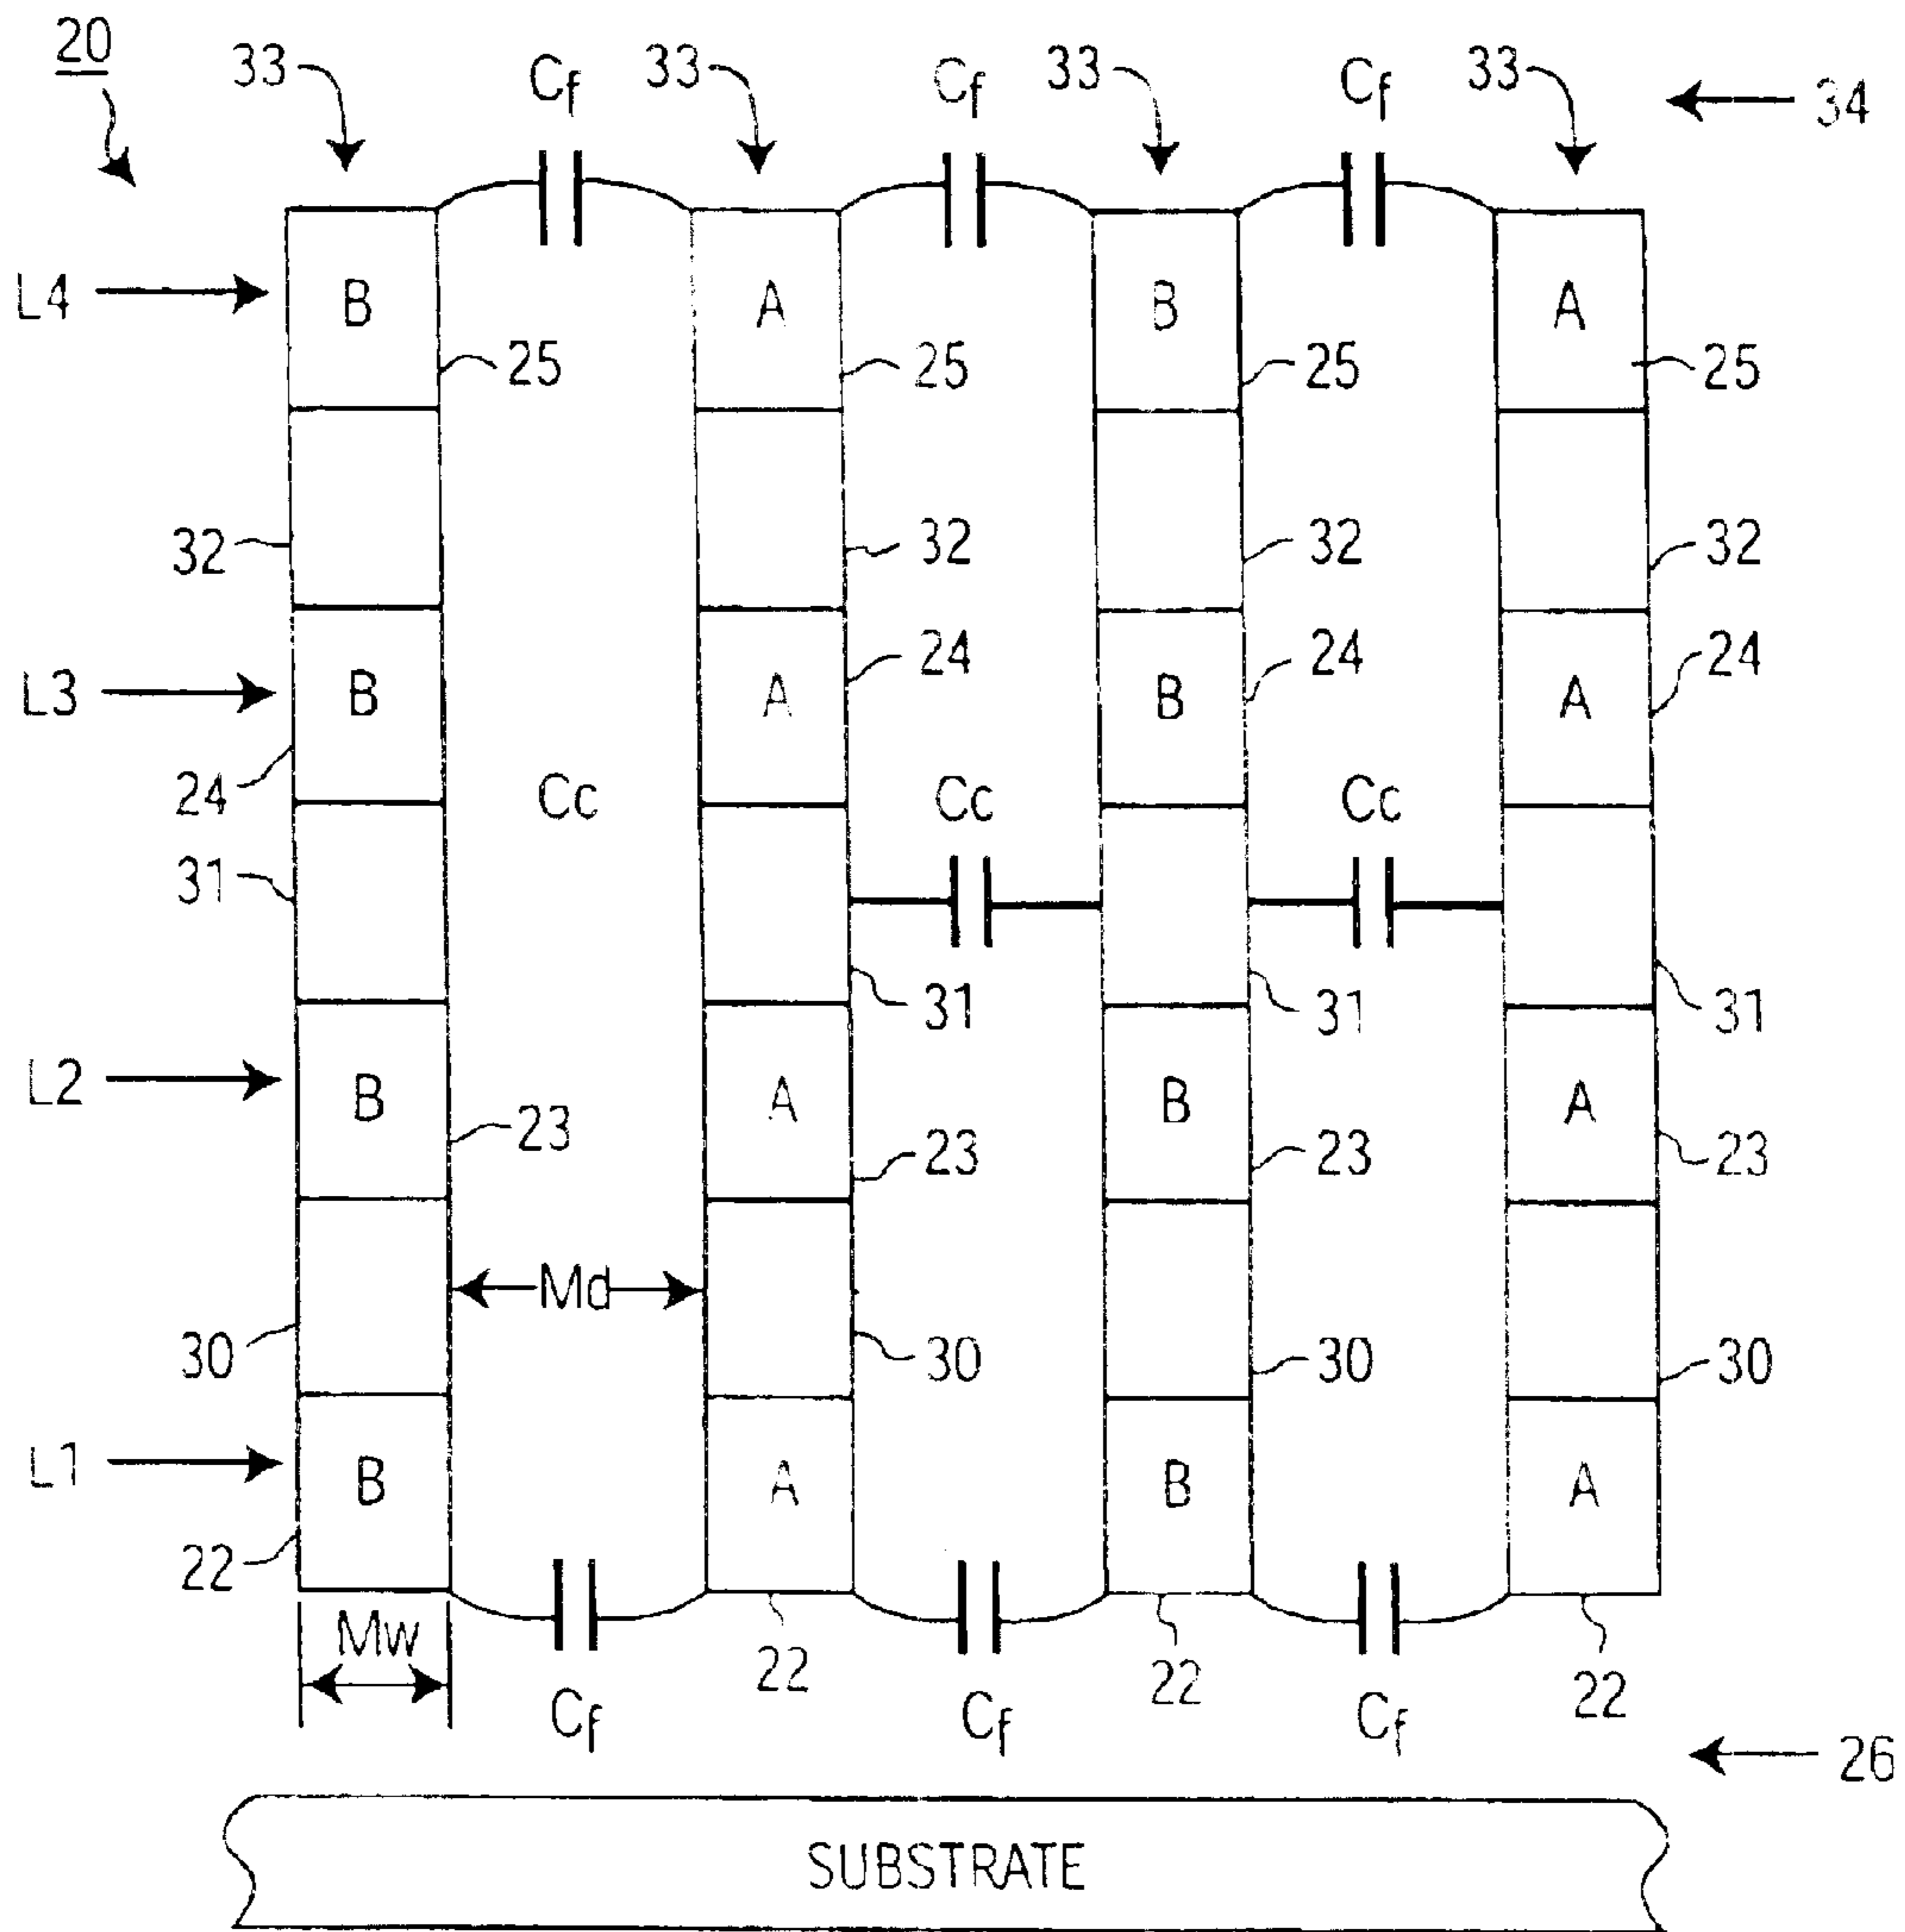 20
33 Cf 33 Cf 33 Cf 33 34
L4 B A B A
25 25 25 25
32 32 32 32
24 24 24
L3 B A B A
24 Cc Cc Cc
31
31 31 31
L2 B A B A
23 23 23 23
Md
30 30 30 30
L1 B A B A
22
Mw
22 22 22
Cf Cf Cf
26
SUBSTRATE